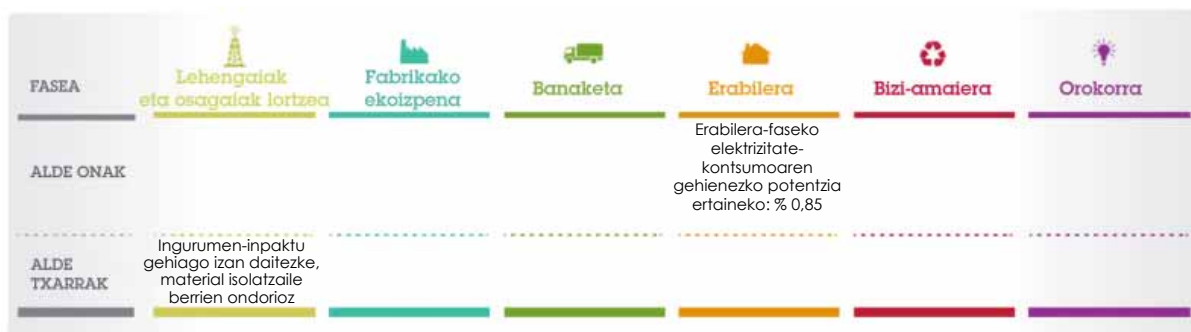 FASEA
Lehengaiak
eta osagaiak lortzea
Fabrikako
ekoizpena
Banaketa
Erabilera
Bizi-amaiera
Orokorra
ALDE ONAK
Erabilera-faseko
elektrizitate-
kontsumoaren
gehienezko potentzia
ertaineko: % 0,85
ALDE
TXARRAK
Ingurumen-inpaktu
gehiago izan daitezke,
material isolatzaile
berrien ondorioz